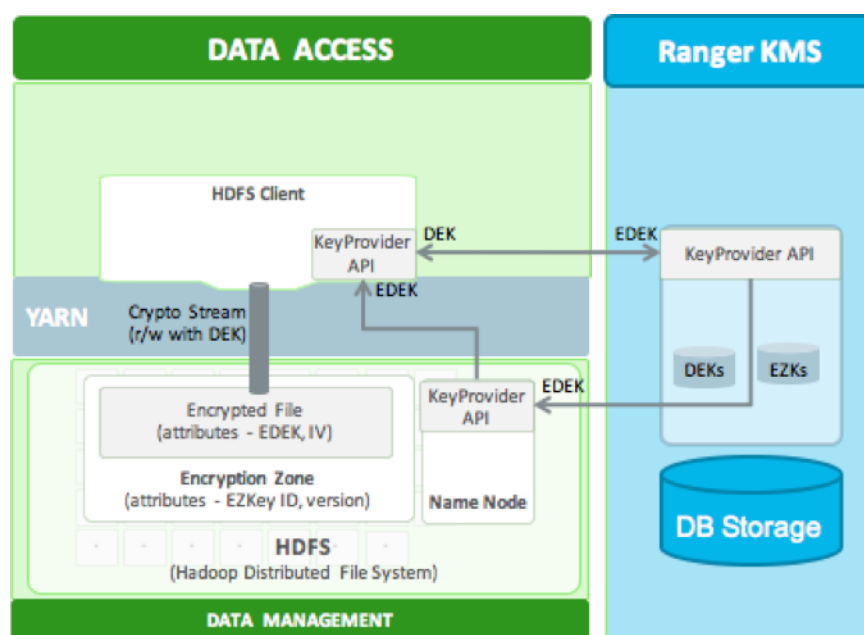 DATA ACCESS
Ranger KMS
HDFS Client
KeyProvider
API
DEK
EDEK
KeyProvider API
EDEK
YARN
Crypto Stream
(r/w with DEK)
DEKs
EZKs
Encrypted File
(attributes - EDEK, IV)
KeyProvider
API
EDEK
Encryption Zone
(attributes - EZKey ID, version)
Name Node
DB Storage
HDFS
(Hadoop Distributed File System)
DATA MANAGEMENT